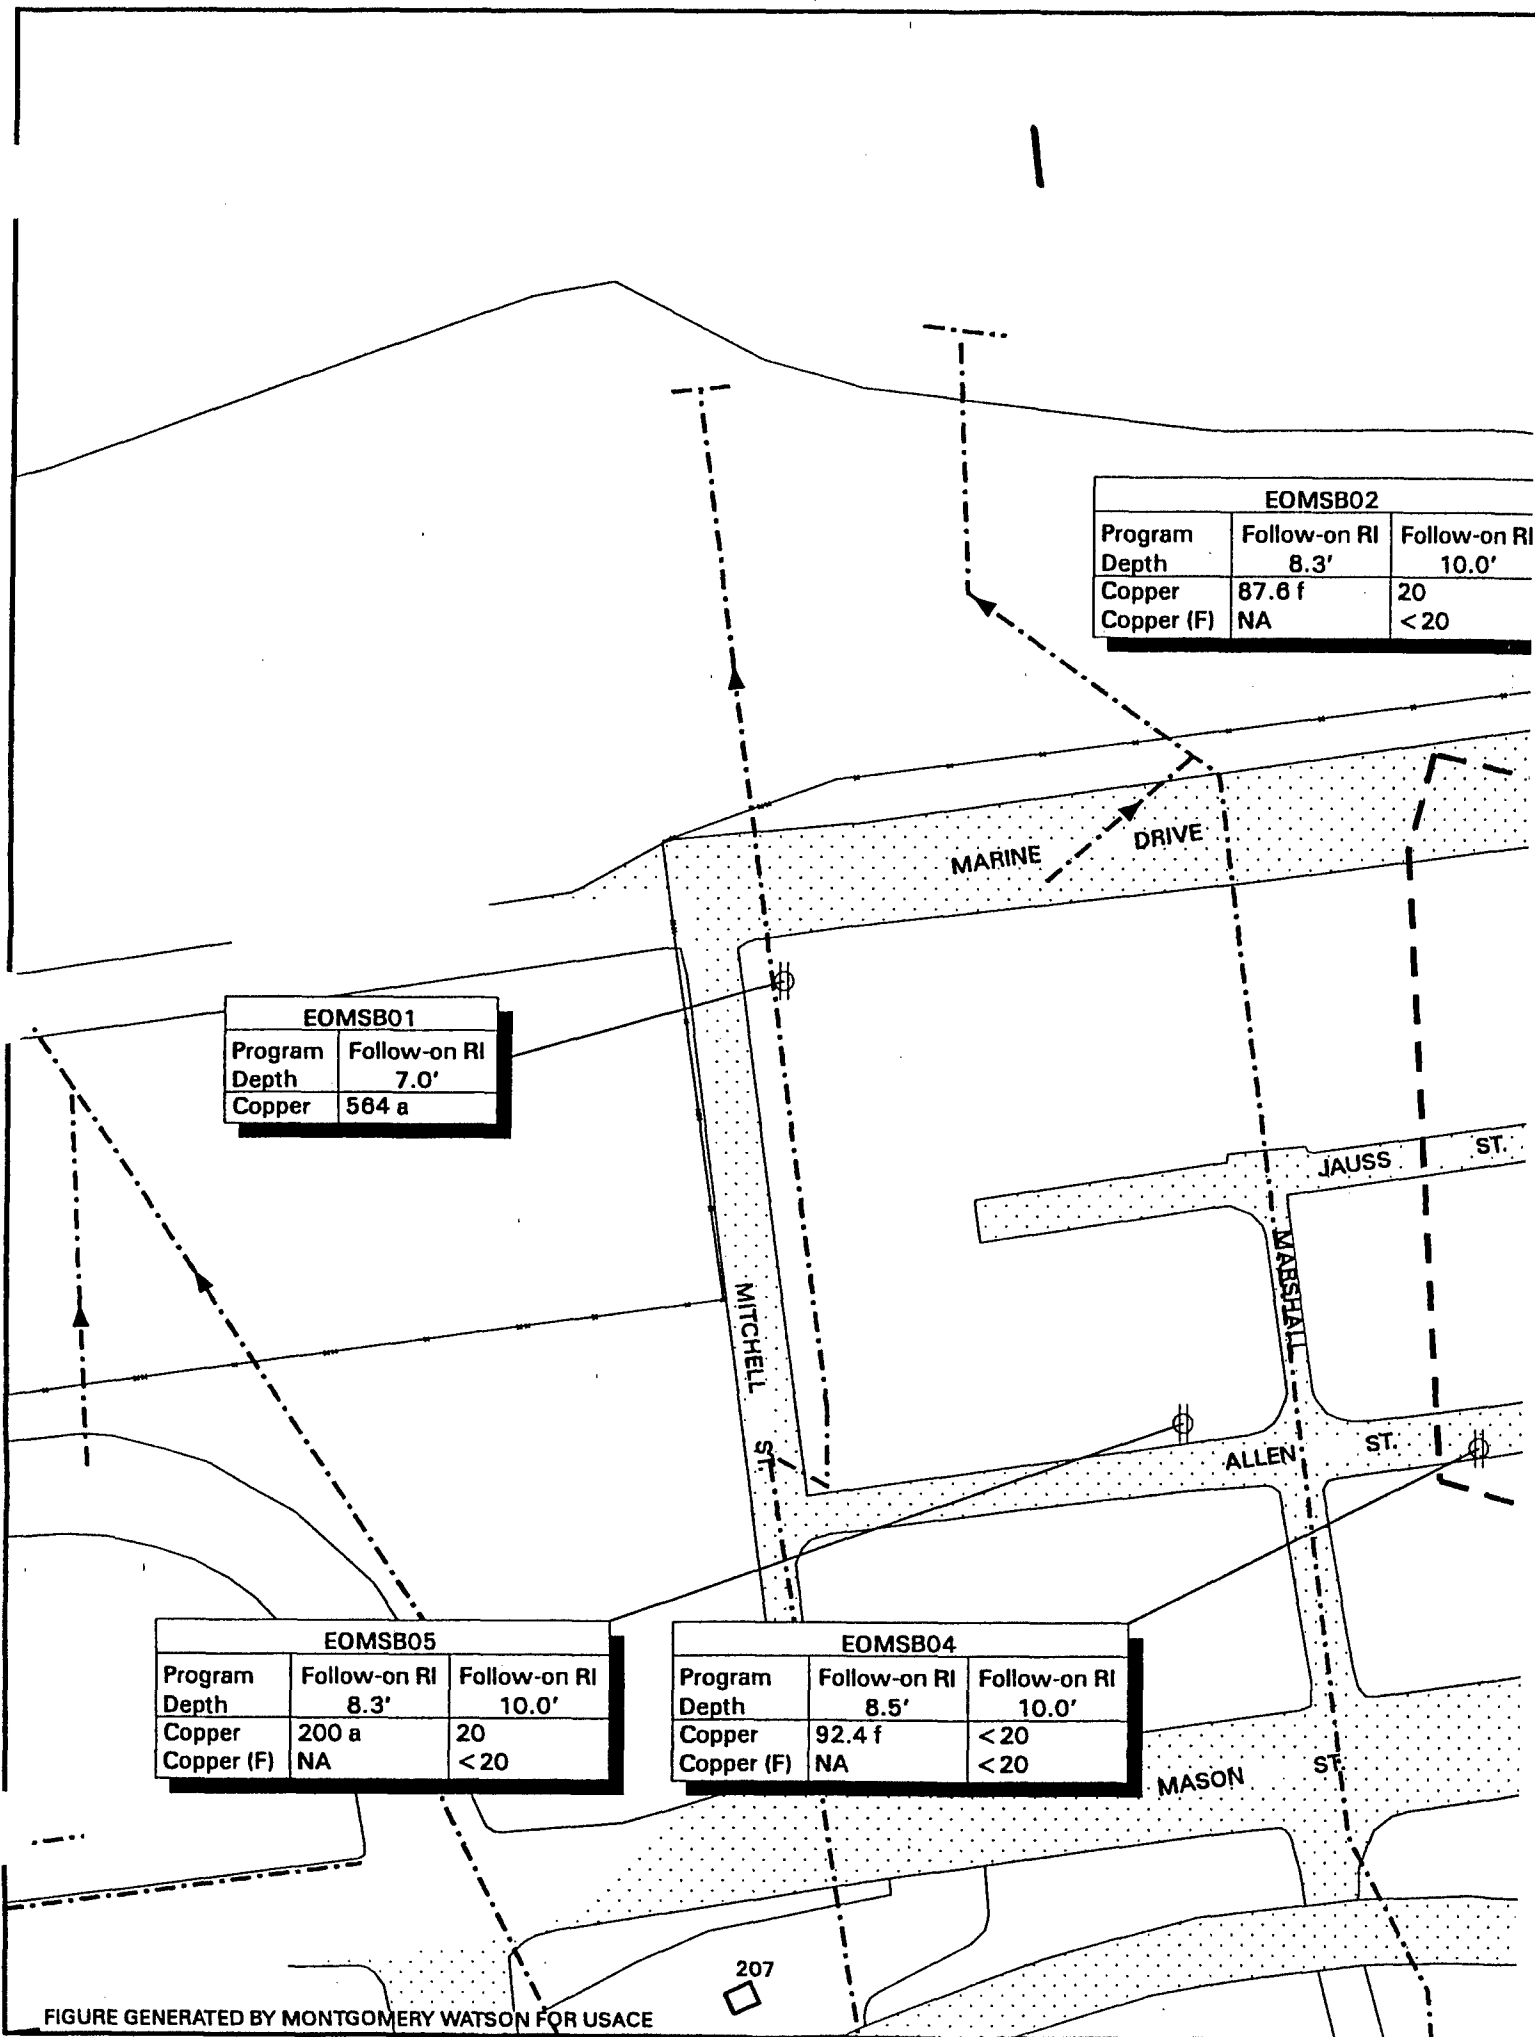 EOMSB02
Program Follow-on RI Follow-on RI
Depth 8.3' 10.0'
Copper 87.6 f 20
Copper (F) NA <20
MARINE DRIVE
EOMSB01
Program Follow-on RI
Depth 7.0'
Copper 564 a
JAUSS ST.
MARSHALL
MITCHELL ST.
ALLEN ST.
EOMSB05
Program Follow-on RI Follow-on RI
Depth 8.3' 10.0'
Copper 200 a 20
Copper (F) NA <20
EOMSB04
Program Follow-on RI Follow-on RI
Depth 8.5' 10.0'
Copper 92.4 f <20
Copper (F) NA <20
MASON ST.
207
FIGURE GENERATED BY MONTGOMERY WATSON FOR USACE